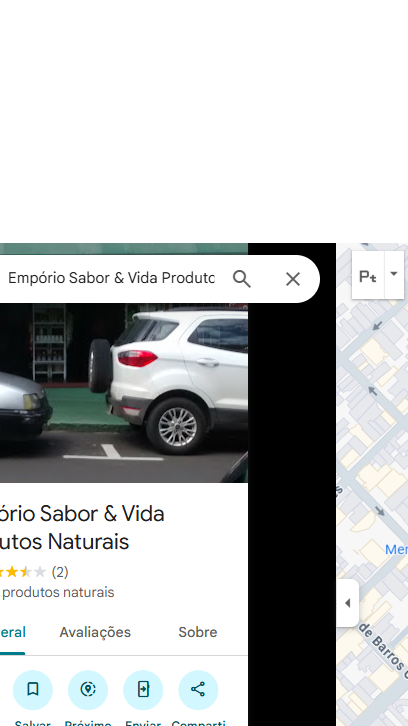 Empório Sabor & Vida Produtc
Pt
ório Sabor & Vida
utos Naturais
(2)
produtos naturais
eral Avaliações Sobre
Salvar Próximo Enviar Comparti
Mer
de Barros